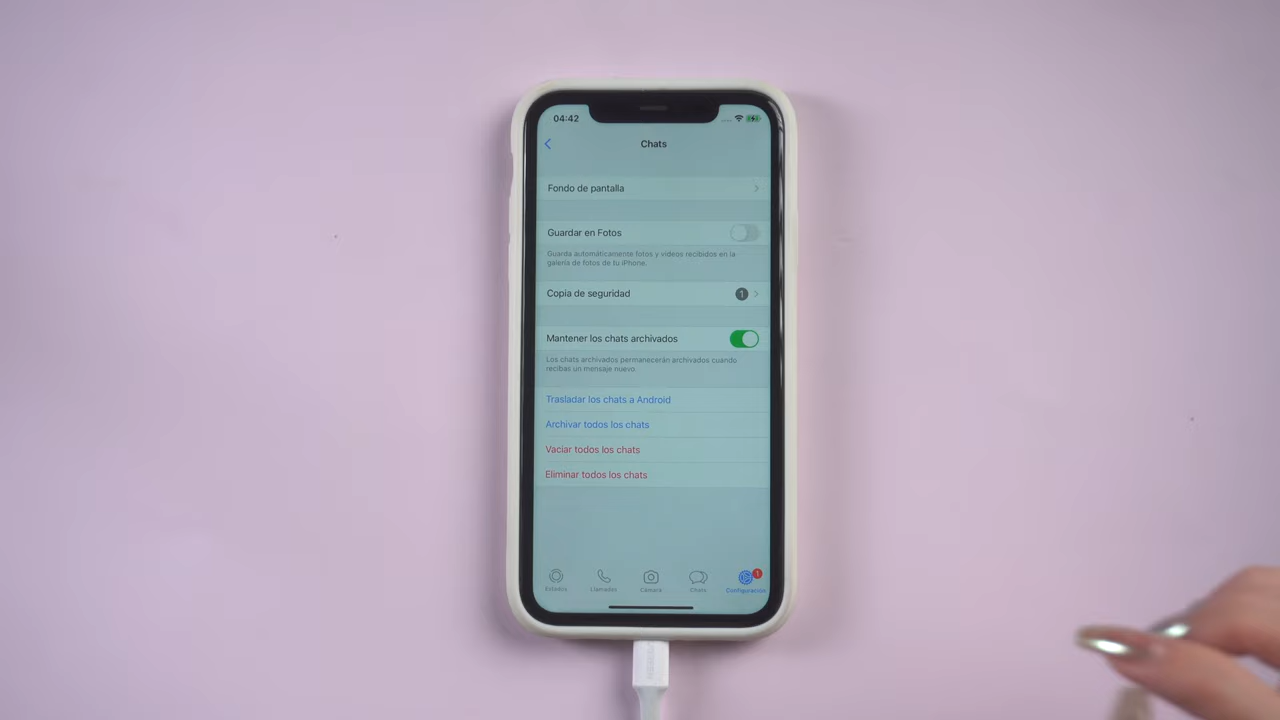 04:42
Chats
Fondo de pantalla
Guardar en Fotos
Guarda automáticamente fotos y videos recibidos en la
galería de fotos de tu iPhone.
Copia de seguridad
1
Mantener los chats archivados
Los chats archivados permanecerán archivados cuando
recibas un mensaje nuevo.
Trasladar los chats a Android
Archivar todos los chats
Vaciar todos los chats
Eliminar todos los chats
1
Estados Llamadas Cámara Chats Configuración